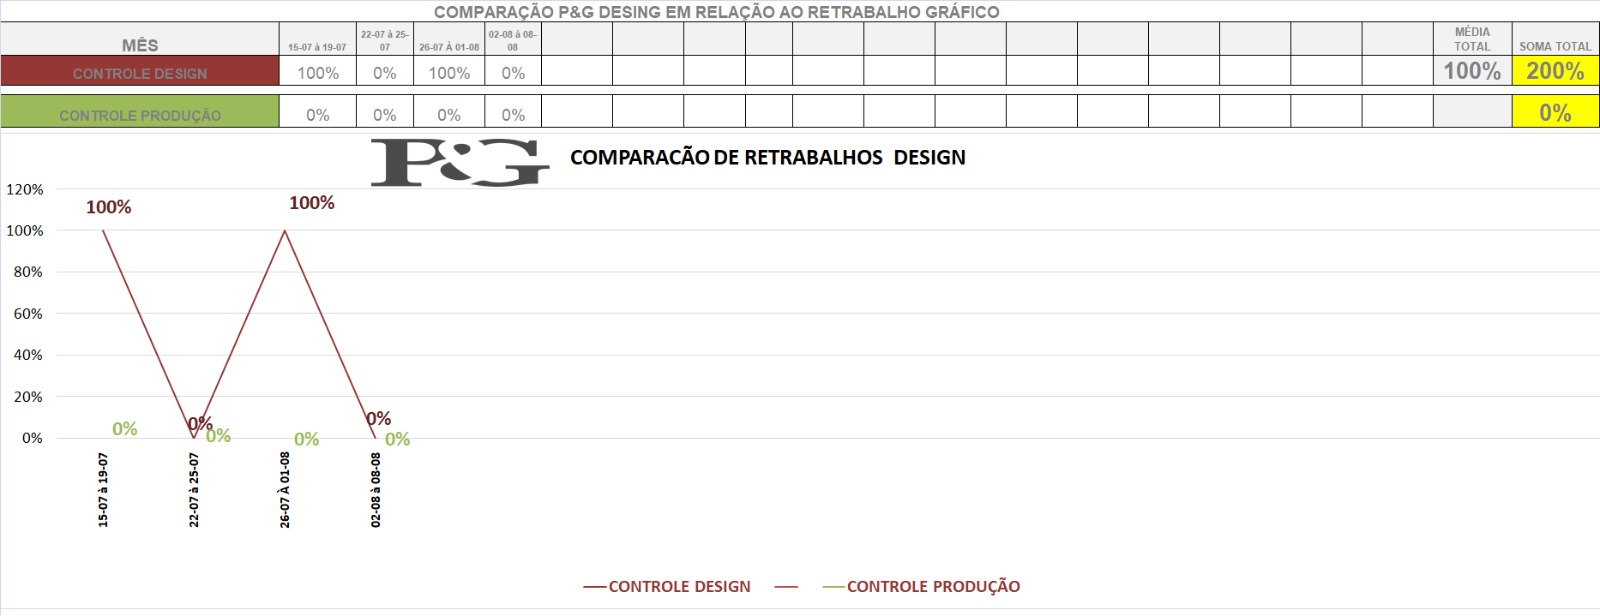 COMPARAÇÃO P&G DESING EM RELAÇÃO AO RETRABALHO GRÁFICO
MÊS 15-07 à 19-07 22-07 à 25-07 26-07 À 01-08 02-08 à 08-08 MÉDIA TOTAL SOMA TOTAL
CONTROLE DESIGN 100% 0% 100% 0% 100% 200%
CONTROLE PRODUÇÃO 0% 0% 0% 0% 0%
P&G COMPARACÃO DE RETRABALHOS DESIGN
120%
100%
80%
60%
40%
20%
0%
100% 0% 100% 0%
0% 0% 0% 0%
15-07 à 19-07
22-07 à 25-07
26-07 À 01-08
02-08 à 08-08
CONTROLE DESIGN CONTROLE PRODUÇÃO